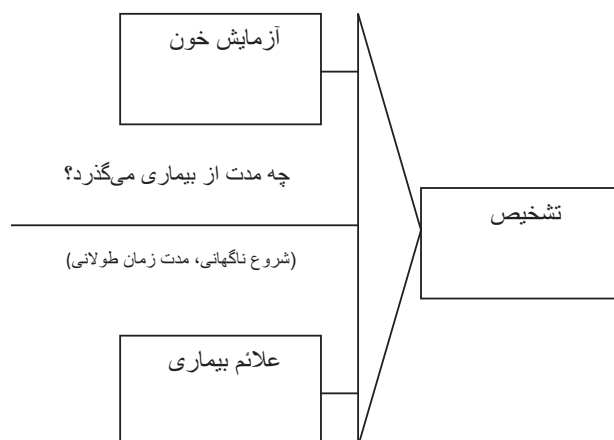 آزمایش خون
چه مدت از بیماری می‌گذرد؟
تشخیص
(شروع ناگهانی، مدت زمان طولانی)
علائم بیماری